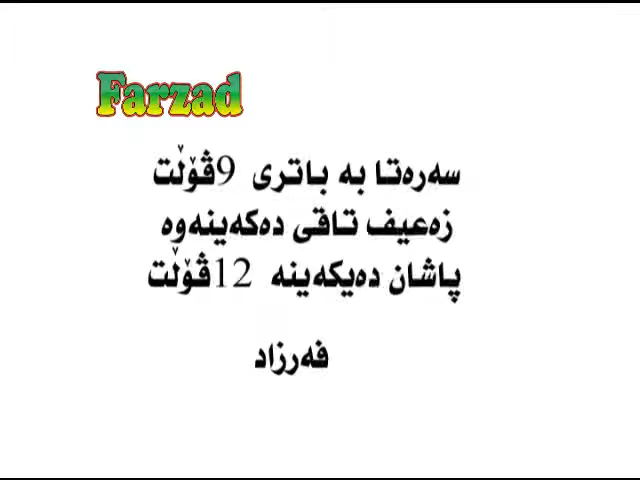 Farzad
سەرەتا بە باتری 9ڤۆڵت
زەعیف تاقی دەکەینەوە
پاشان دەیکەینە 12ڤۆڵت
فەرزاد